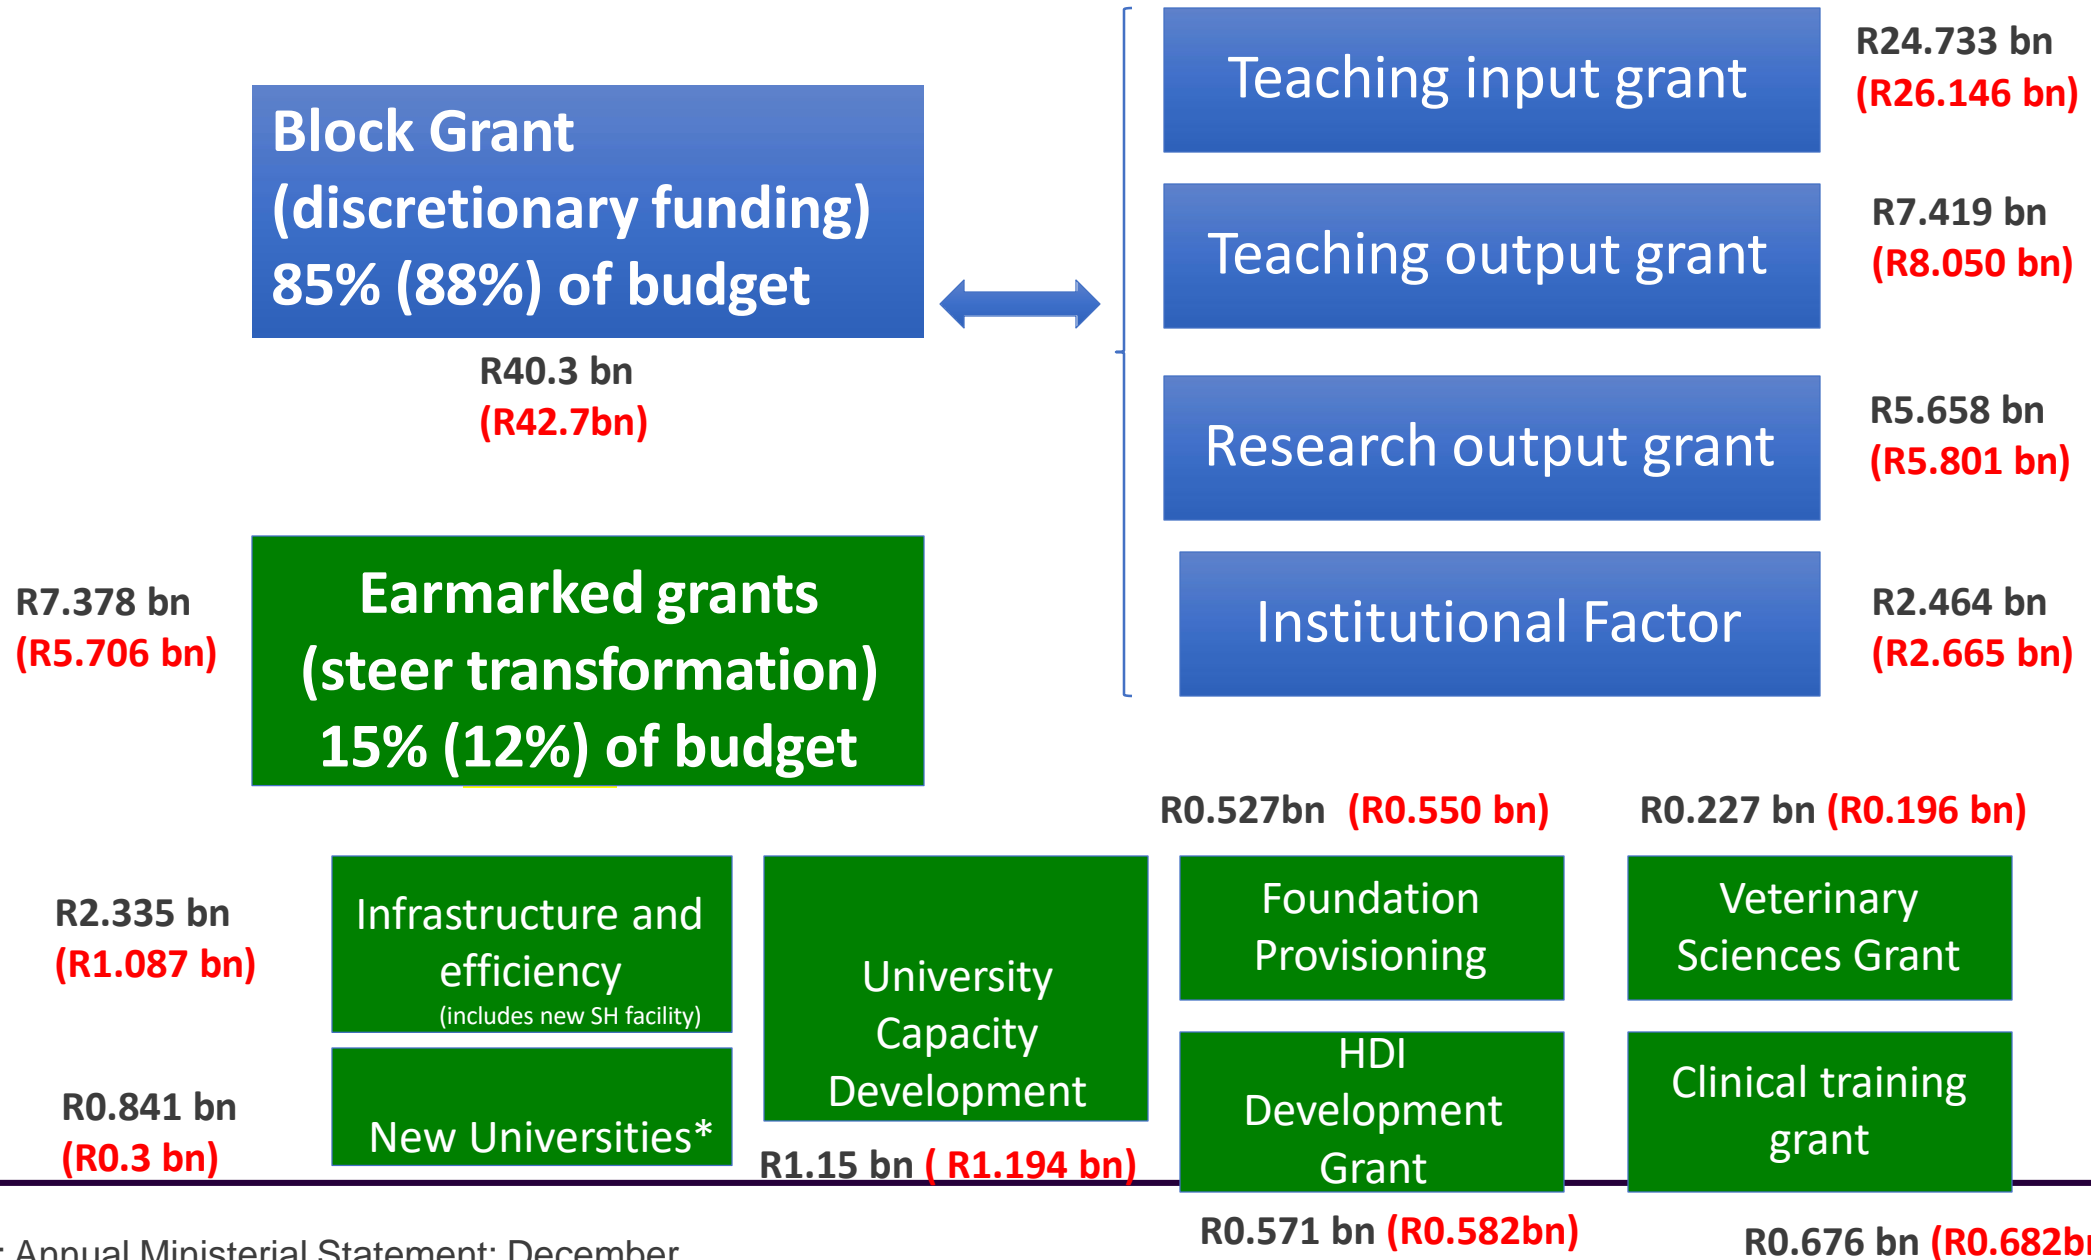 Block Grant
(discretionary funding)
85% (88%) of budget
R40.3 bn
(R42.7bn)
Teaching input grant
R24.733 bn
(R26.146 bn)
Teaching output grant
R7.419 bn
(R8.050 bn)
Research output grant
R5.658 bn
(R5.801 bn)
Institutional Factor
R2.464 bn
(R2.665 bn)
R7.378 bn
(R5.706 bn)
Earmarked grants
(steer transformation)
15% (12%) of budget
R2.335 bn
(R1.087 bn)
Infrastructure and
efficiency
(includes new SH facility)
R0.841 bn
(R0.3 bn)
New Universities*
University
Capacity
Development
R1.15 bn ( R1.194 bn)
R0.527bn (R0.550 bn)
Foundation
Provisioning
HDI
Development
Grant
R0.571 bn (R0.582bn)
R0.227 bn (R0.196 bn)
Veterinary
Sciences Grant
Clinical training
grant
R0.676 bn (R0.682bn
: Annual Ministerial Statement: December